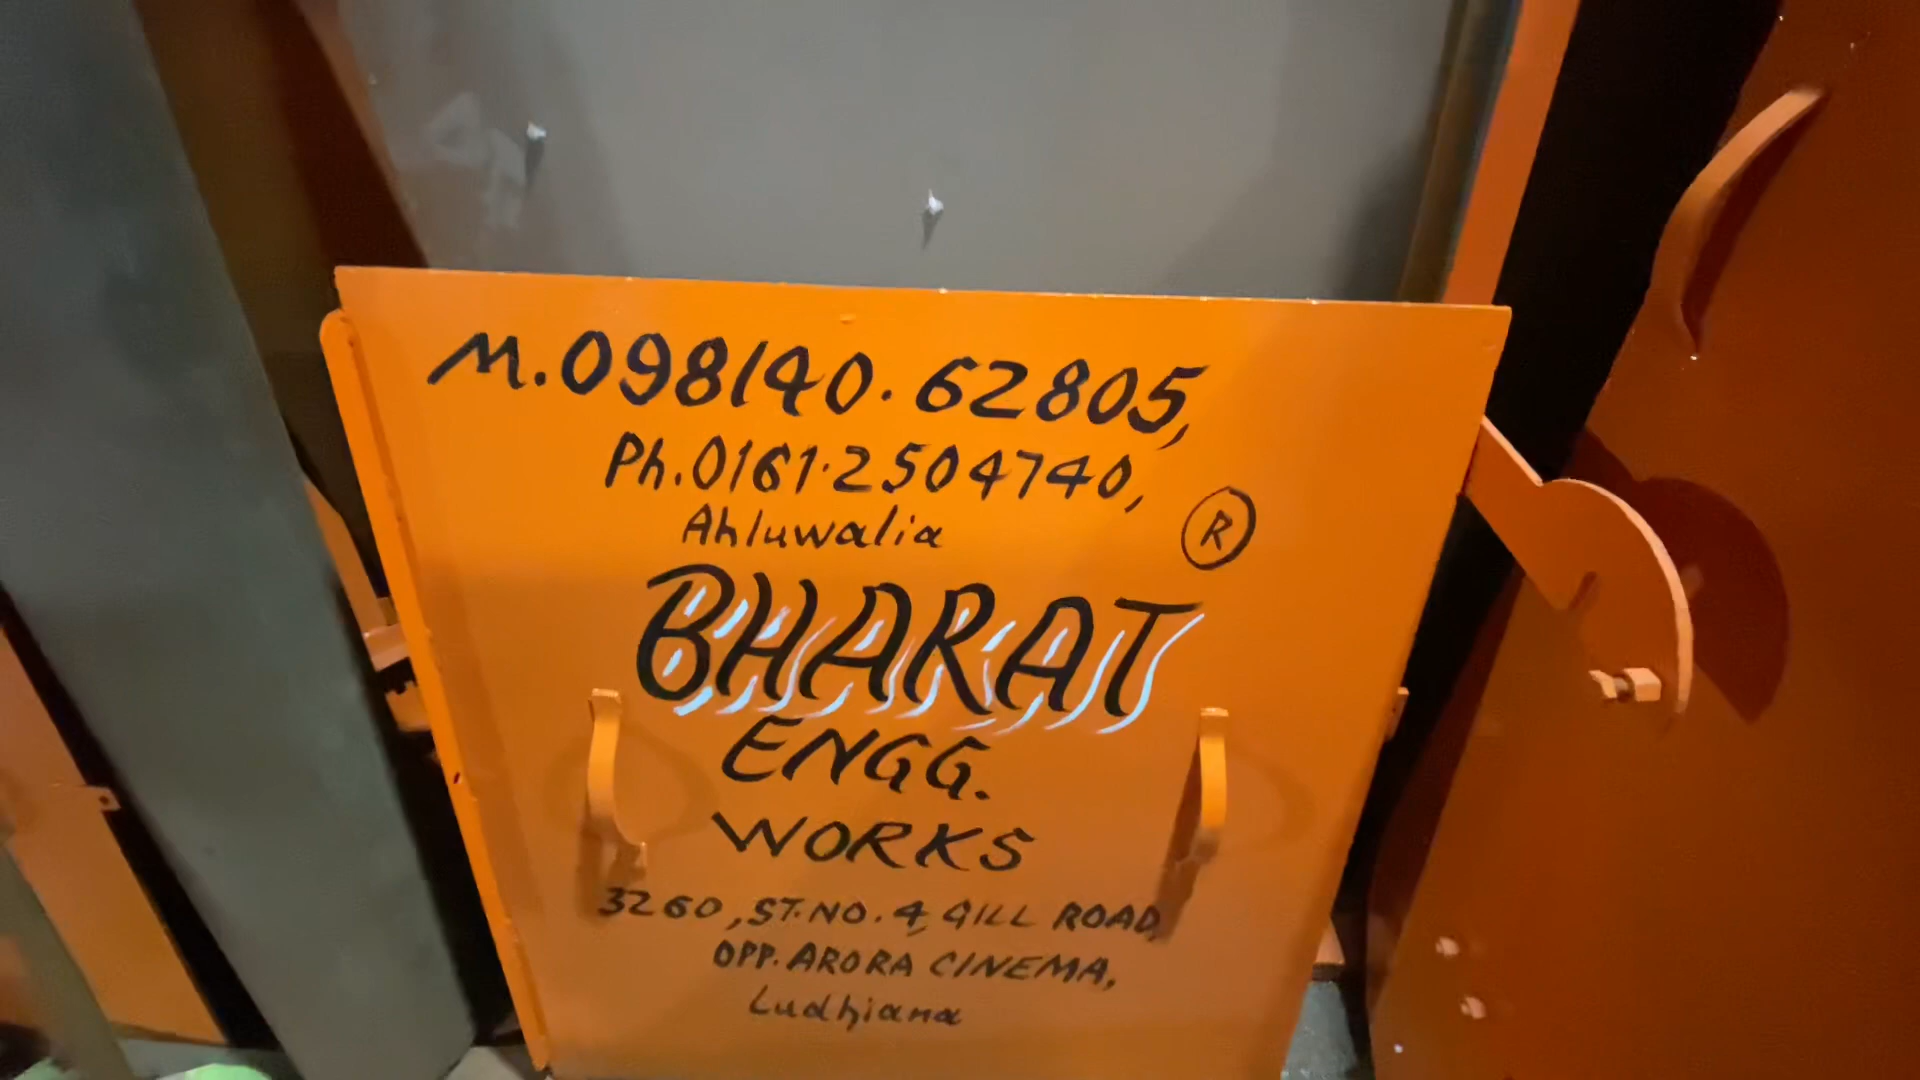 M.098140.62805,
Ph.0161.2504740,
Ahluwalia
®
BHARAT
ENGG.
WORKS
3260, ST.NO.4, GILL ROAD,
OPP. ARORA CINEMA,
Ludhiana